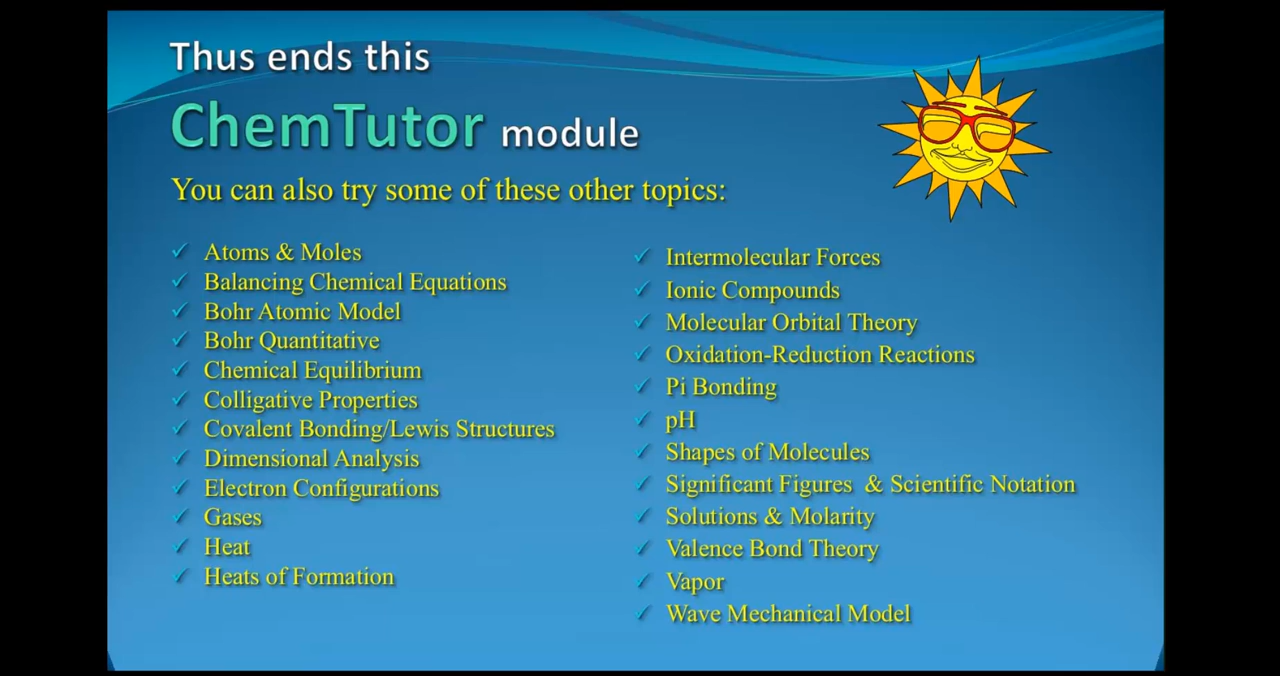 Thus ends this
ChemTutor module
You can also try some of these other topics:
Atoms & Moles
Balancing Chemical Equations
Bohr Atomic Model
Bohr Quantitative
Chemical Equilibrium
Colligative Properties
Covalent Bonding/Lewis Structures
Dimensional Analysis
Electron Configurations
Gases
Heat
Heats of Formation
Intermolecular Forces
Ionic Compounds
Molecular Orbital Theory
Oxidation-Reduction Reactions
Pi Bonding
pH
Shapes of Molecules
Significant Figures & Scientific Notation
Solutions & Molarity
Valence Bond Theory
Vapor
Wave Mechanical Model